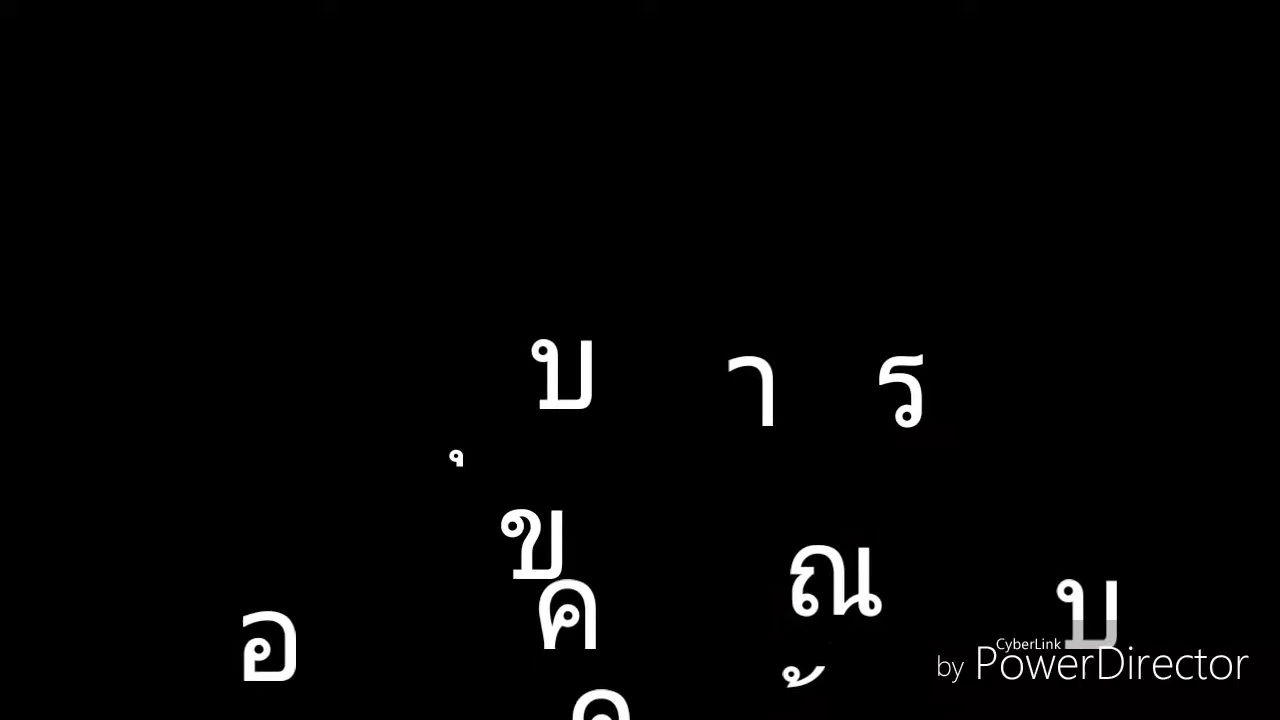 บ า ร
ุ
ข
ณ
ค
บ
อ
CyberLink
by PowerDirector
้